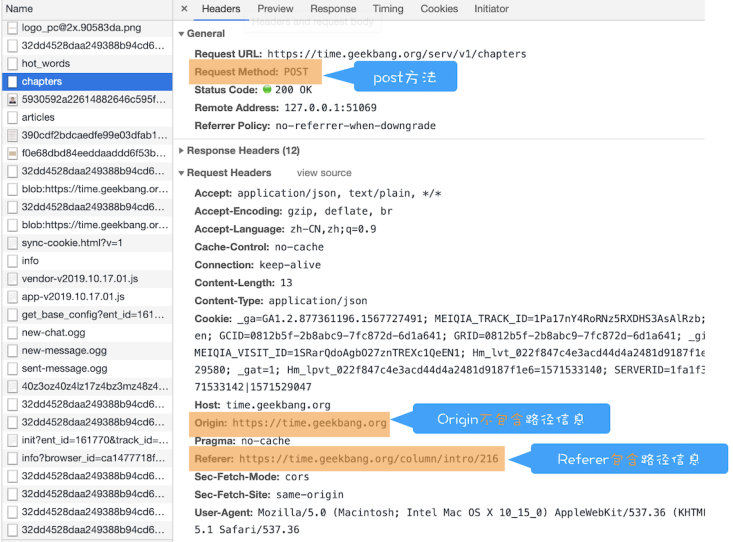 Name
logo_pc@2x.90583da.png
32dd4528daa249388b94cd6...
hot_words
chapters
5930592a22614882646c595f...
articles
390cdf2bdcaedfe99e03dfab1...
f0e68dbd84eeddaaddd6f53b...
32dd4528daa249388b94cd6...
blob:https://time.geekbang.or...
32dd4528daa249388b94cd6...
blob:https://time.geekbang.or...
sync-cookie.html?v=1
info
vendor-v2019.10.17.01.js
app-v2019.10.17.01.js
get_base_config?ent_id=161...
new-chat.ogg
new-message.ogg
sent-message.ogg
40z3oz40z4lz17z4bz3mz48z4...
32dd4528daa249388b94cd6...
32dd4528daa249388b94cd6...
init?ent_id=161770&track_id=...
info?browser_id=ca1477718f...
32dd4528daa249388b94cd6...
32dd4528daa249388b94cd6...
32dd4528daa249388b94cd6...
32dd4528daa249388b94cd6...
× Headers Preview Response Timing Cookies Initiator
Headers and request body
General
Request URL: https://time.geekbang.org/serv/v1/chapters
Request Method: POST
post方法
Status Code: 200 OK
Remote Address: 127.0.0.1:51069
Referrer Policy: no-referrer-when-downgrade
Response Headers (12)
Request Headers view source
Accept: application/json, text/plain, */*
Accept-Encoding: gzip, deflate, br
Accept-Language: zh-CN,zh;q=0.9
Cache-Control: no-cache
Connection: keep-alive
Content-Length: 13
Content-Type: application/json
Cookie: _ga=GA1.2.877361196.1567727491; MEIQIA_TRACK_ID=1Pa17nY4RoRNz5RXDHS3AsAlRzb;
en; GCID=0812b5f-2b8abc9-7fc872d-6d1a641; GRID=0812b5f-2b8abc9-7fc872d-6d1a641; _gi
MEIQIA_VISIT_ID=1SRarQdoAgbO27znTREXc1QeEN1; Hm_lvt_022f847c4e3acd44d4a2481d9187f1e
29580; _gat=1; Hm_lpvt_022f847c4e3acd44d4a2481d9187f1e6=1571533140; SERVERID=1fa1f3
71533142|1571529047
Host: time.geekbang.org
Origin: https://time.geekbang.org
Origin不包含路径信息
Pragma: no-cache
Referer: https://time.geekbang.org/column/intro/216
Referer包含路径信息
Sec-Fetch-Mode: cors
Sec-Fetch-Site: same-origin
User-Agent: Mozilla/5.0 (Macintosh; Intel Mac OS X 10_15_0) AppleWebKit/537.36 (KHTM
5.1 Safari/537.36